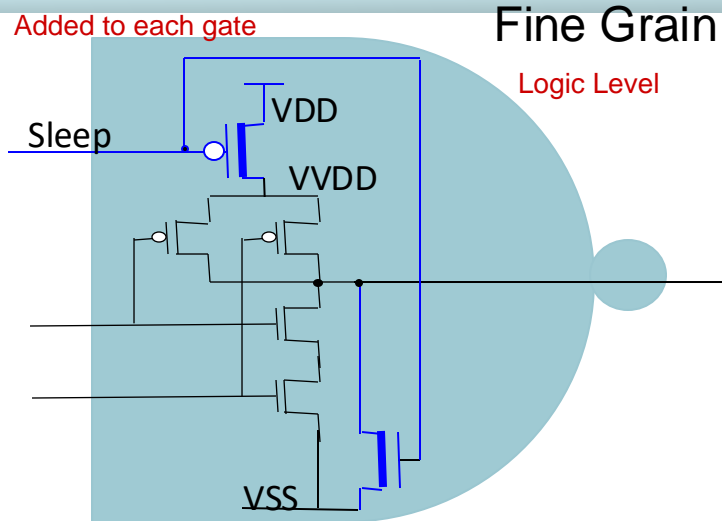 Added to each gate
Fine Grain
Logic Level
VDD
Sleep
VVDD
VSS